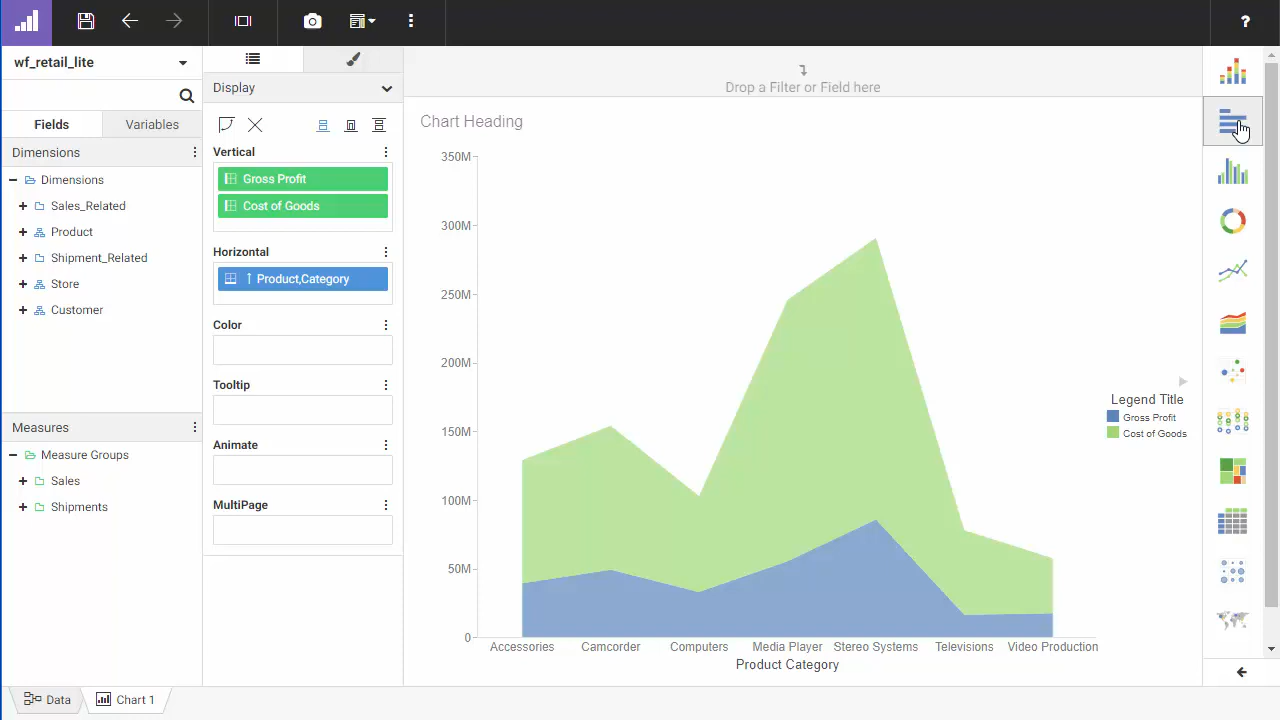 ?
wf_retail_lite
Fields
Variables
Dimensions
Dimensions
Sales_Related
Product
Shipment_Related
Store
Customer
Measures
Measure Groups
Sales
Shipments
Display
Vertical
Gross Profit
Cost of Goods
Horizontal
Product,Category
Color
Tooltip
Animate
MultiPage
Drop a Filter or Field here
Chart Heading
350M
300M
250M
200M
150M
100M
50M
0
Accessories Camcorder Computers Media Player Stereo Systems Televisions Video Production
Product Category
Legend Title
Gross Profit
Cost of Goods
Data
Chart 1